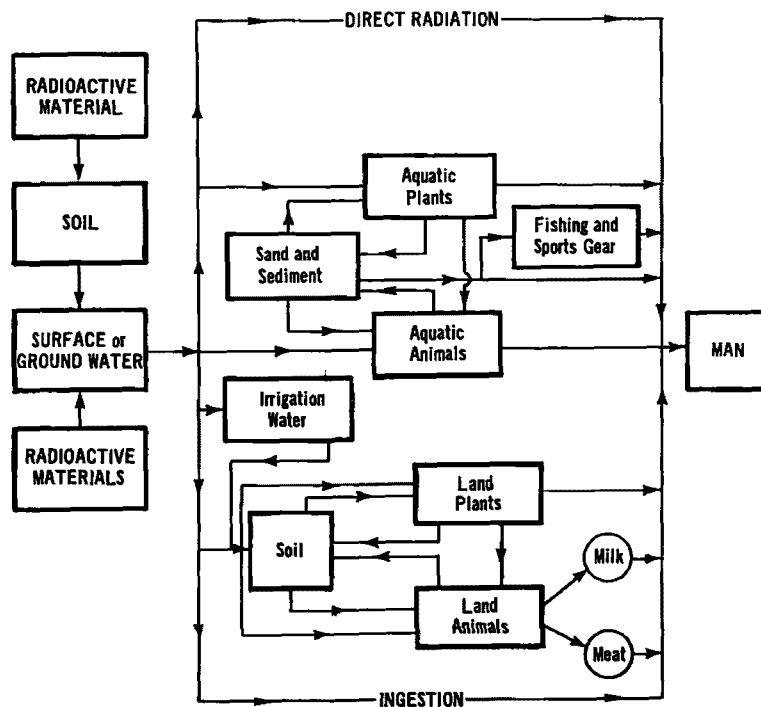 DIRECT RADIATION
RADIOACTIVE
MATERIAL
SOIL
SURFACE or
GROUND WATER
RADIOACTIVE
MATERIALS
Aquatic
Plants
Sand and
Sediment
Fishing and
Sports Gear
Aquatic
Animals
MAN
Irrigation
Water
Land
Plants
Soil
Milk
Land
Animals
Meat
INGESTION